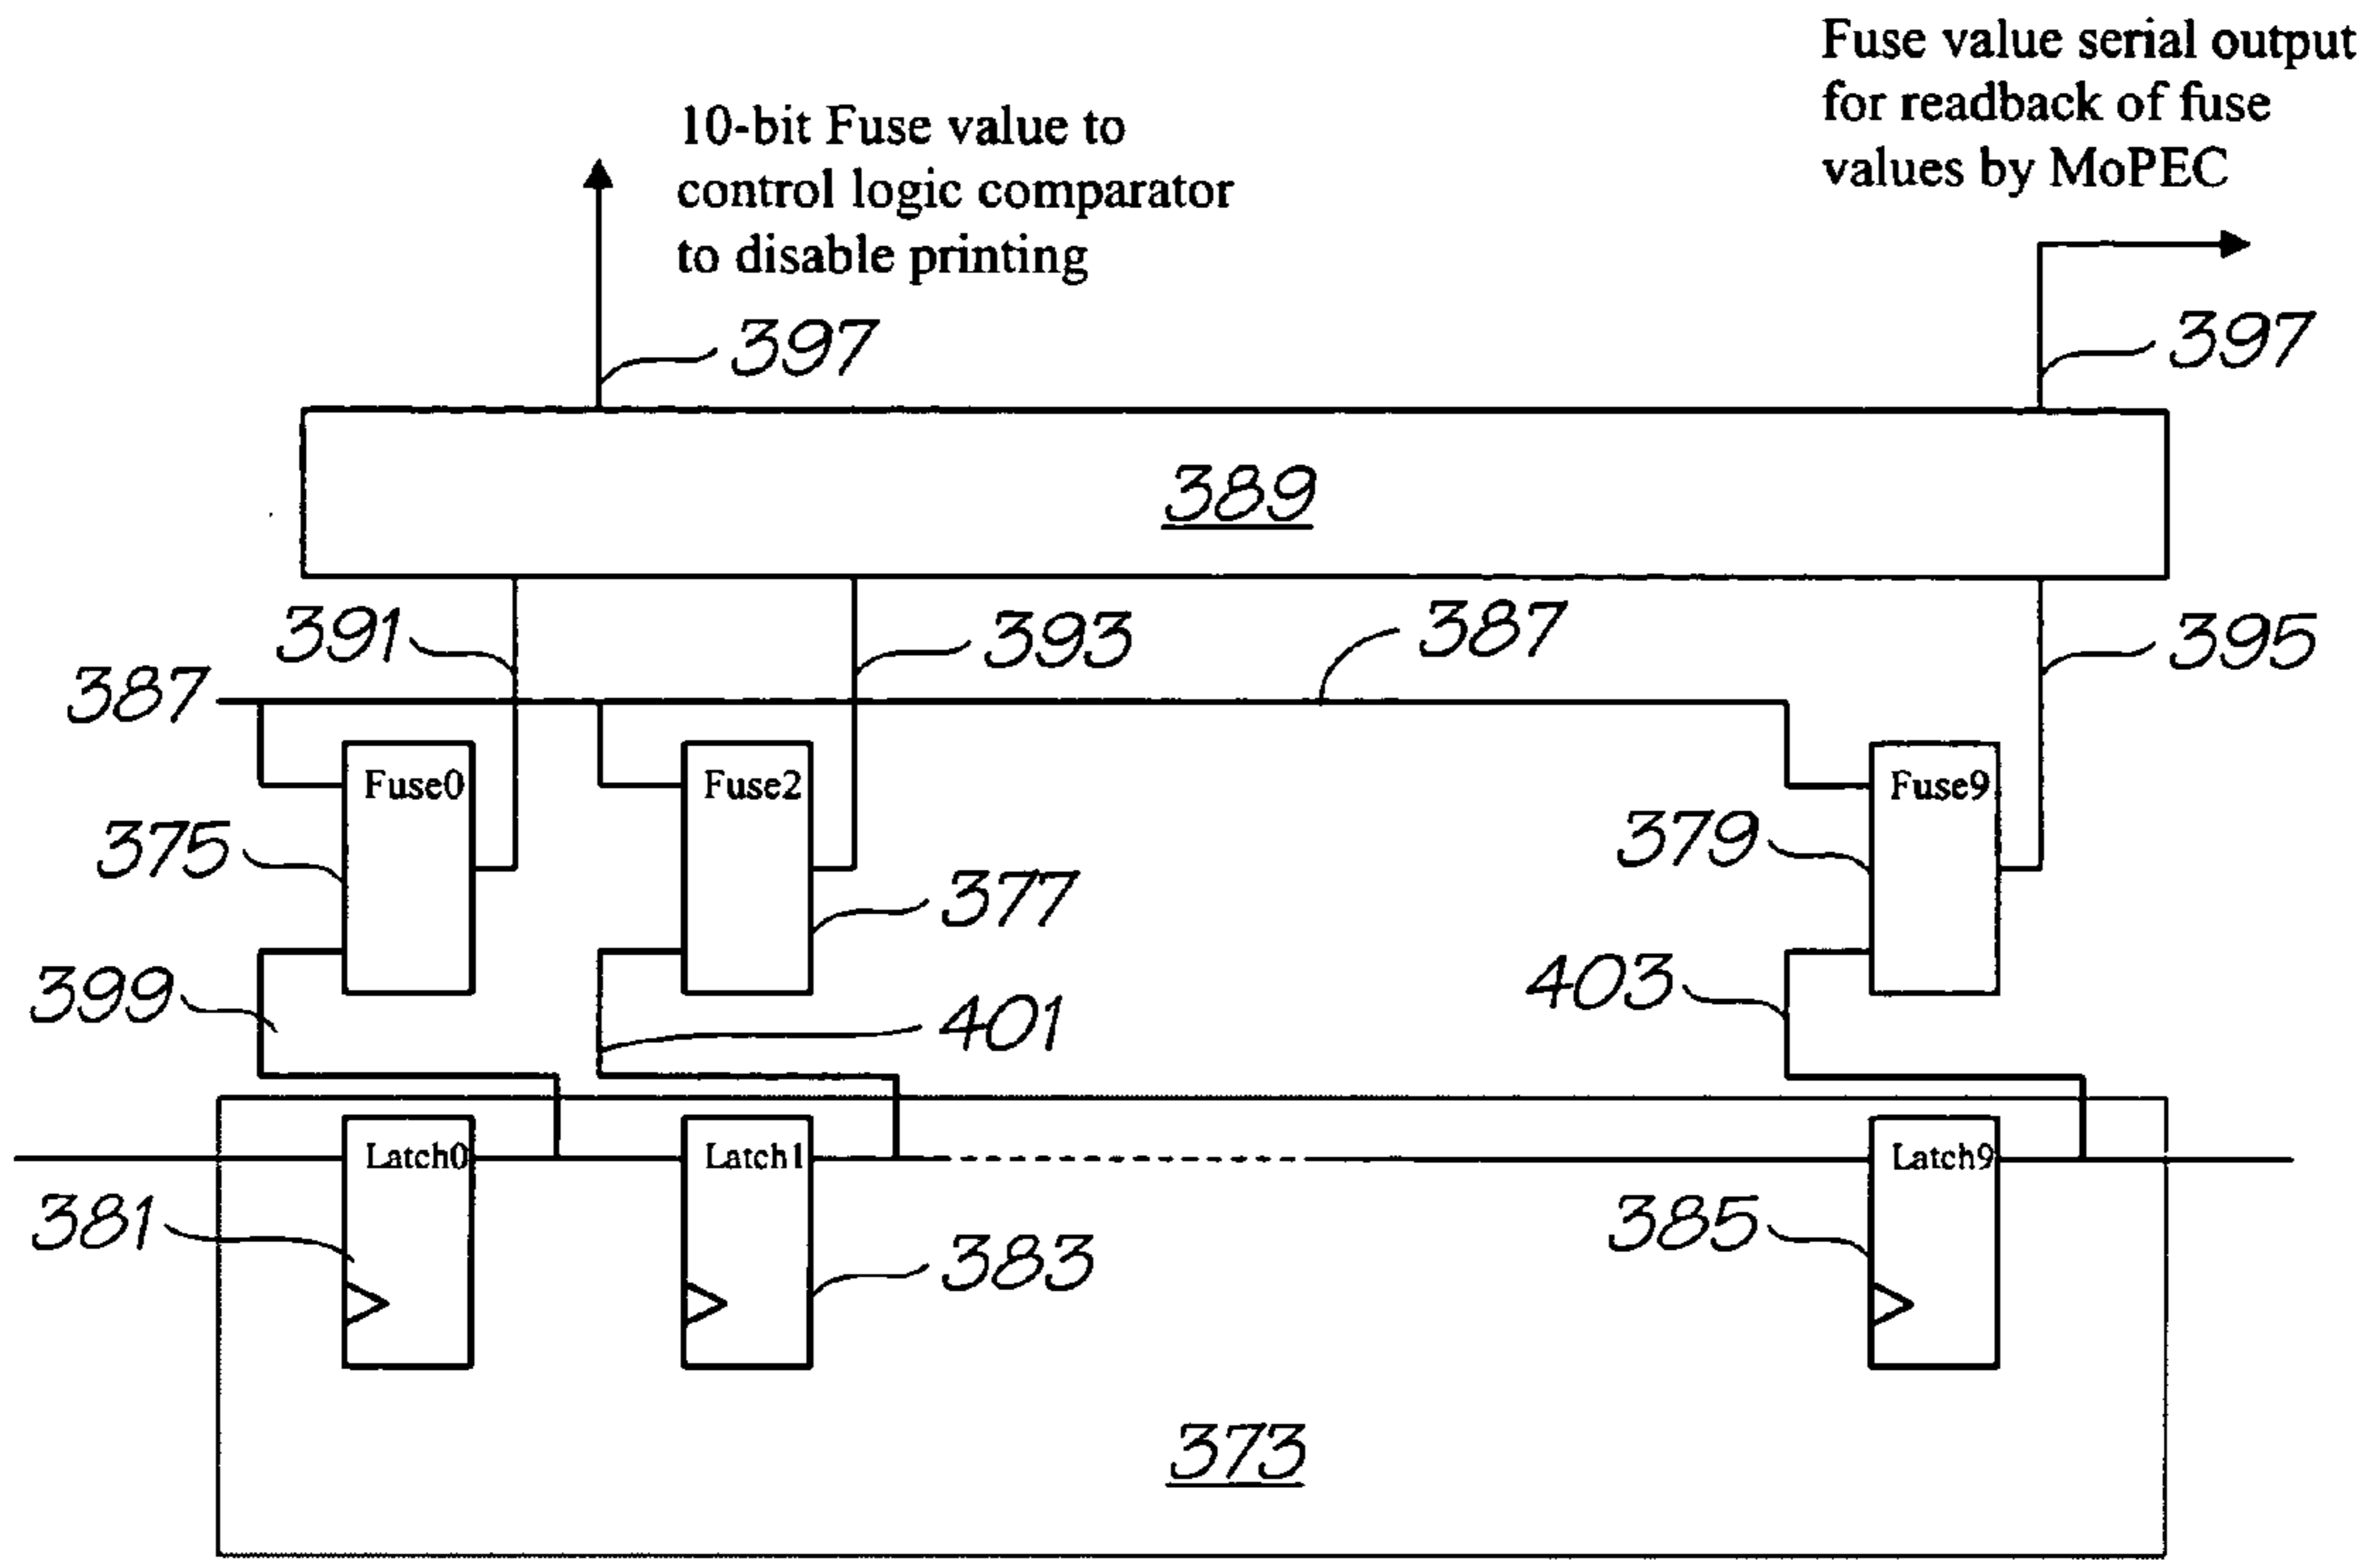 Fuse value serial output
for readback of fuse
values by MoPEC
10-bit Fuse value to
control logic comparator
to disable printing
397
397
389
391
393
387
395
387
Fuse0
Fuse2
Fuse9
375
379
377
399
403
401
Latch0
Latch1
Latch9
381
385
383
373